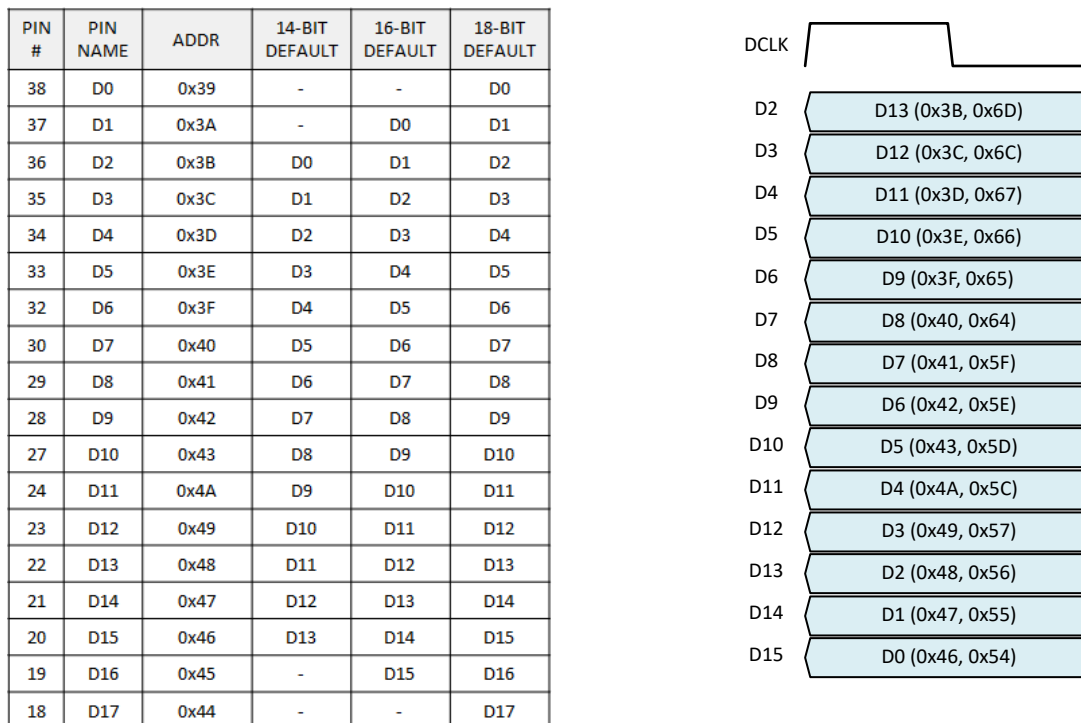 PIN # PIN NAME ADDR 14-BIT DEFAULT 16-BIT DEFAULT 18-BIT DEFAULT
38 D0 0x39 - - D0
37 D1 0x3A - D0 D1
36 D2 0x3B D0 D1 D2
35 D3 0x3C D1 D2 D3
34 D4 0x3D D2 D3 D4
33 D5 0x3E D3 D4 D5
32 D6 0x3F D4 D5 D6
30 D7 0x40 D5 D6 D7
29 D8 0x41 D6 D7 D8
28 D9 0x42 D7 D8 D9
27 D10 0x43 D8 D9 D10
24 D11 0x4A D9 D10 D11
23 D12 0x49 D10 D11 D12
22 D13 0x48 D11 D12 D13
21 D14 0x47 D12 D13 D14
20 D15 0x46 D13 D14 D15
19 D16 0x45 - D15 D16
18 D17 0x44 - - D17
DCLK
D2 D13 (0x3B, 0x6D)
D3 D12 (0x3C, 0x6C)
D4 D11 (0x3D, 0x67)
D5 D10 (0x3E, 0x66)
D6 D9 (0x3F, 0x65)
D7 D8 (0x40, 0x64)
D8 D7 (0x41, 0x5F)
D9 D6 (0x42, 0x5E)
D10 D5 (0x43, 0x5D)
D11 D4 (0x4A, 0x5C)
D12 D3 (0x49, 0x57)
D13 D2 (0x48, 0x56)
D14 D1 (0x47, 0x55)
D15 D0 (0x46, 0x54)